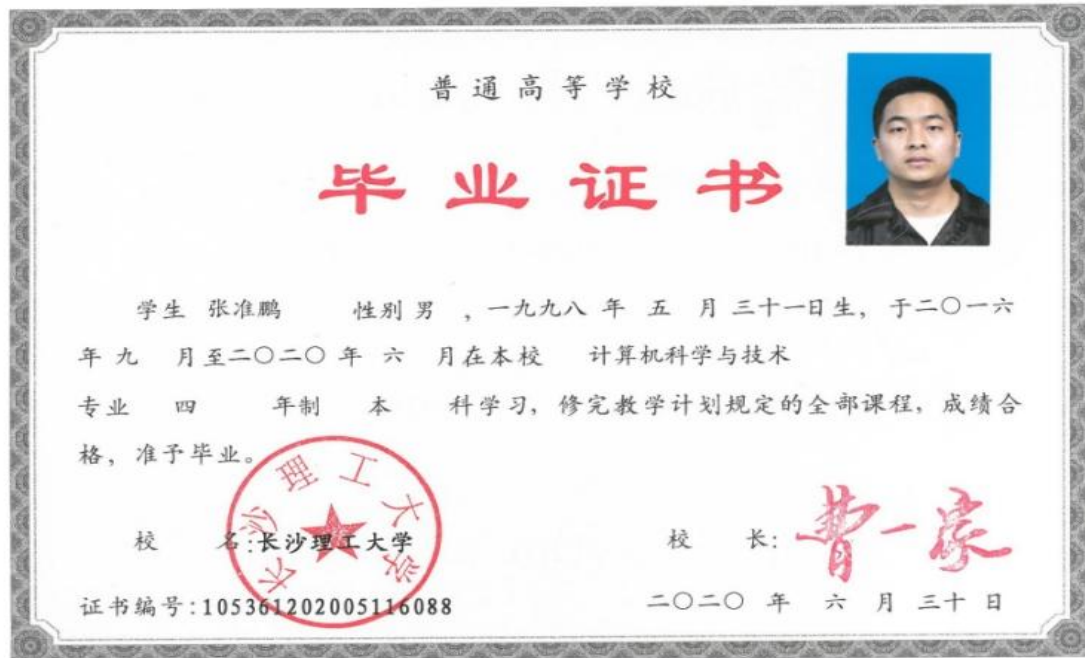 普通高等学校
毕业证书
学生 张准鹏 性别 男 ，一九九八 年 五 月 三十一日生，于二〇一六
年 九 月至二〇二〇 年 六 月在本校 计算机科学与技术
专业 四 年制 本 科学习，修完教学计划规定的全部课程，成绩合
格，准予毕业。
长沙理工大学
校 名：长沙理工大学
校 长：费一家
证书编号：105361202005116088
二〇二〇 年 六 月 三十 日